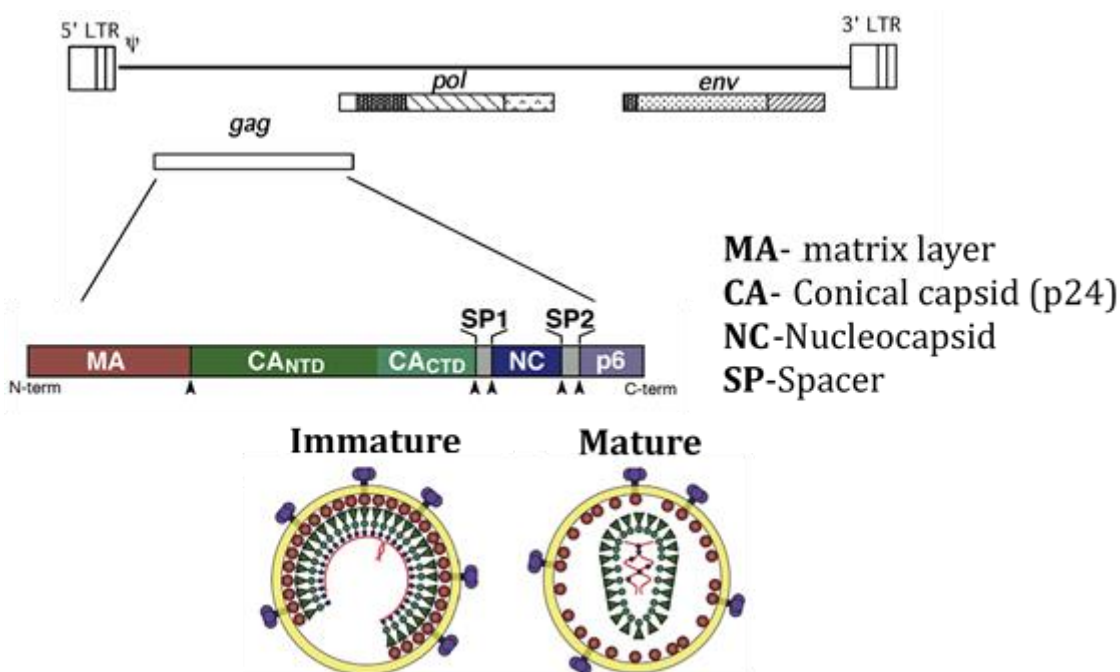 5' LTR ψ 3' LTR
pol env
gag
MA- matrix layer
CA- Conical capsid (p24)
NC-Nucleocapsid
SP-Spacer
SP1 SP2
MA CANTD CACTD NC p6
N-term C-term
Immature Mature